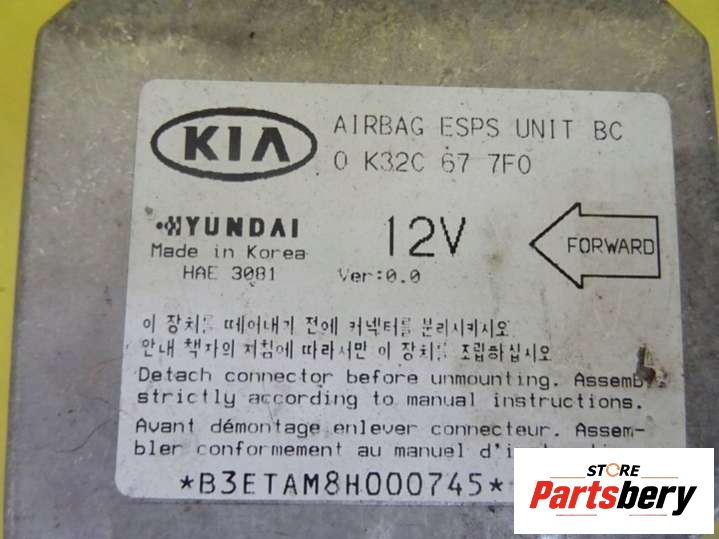 KIA
AIRBAG ESPS UNIT BC
0 K32C 67 7F0
HYUNDAI
Made in Korea
HAE 3081
12V
Ver:0.0
FORWARD
이 장치를 떼어내기 전에 커넥터를 분리시키시오
안내 책자의 지침에 따라서만 이 장치를 조립하십시오
Detach connector before unmounting. Assemble
strictly according to manual instructions.
Avant démontage enlever connecteur. Assem-
bler conformement au manuel
*B3ETAM8H000745*
STORE
Partsbery